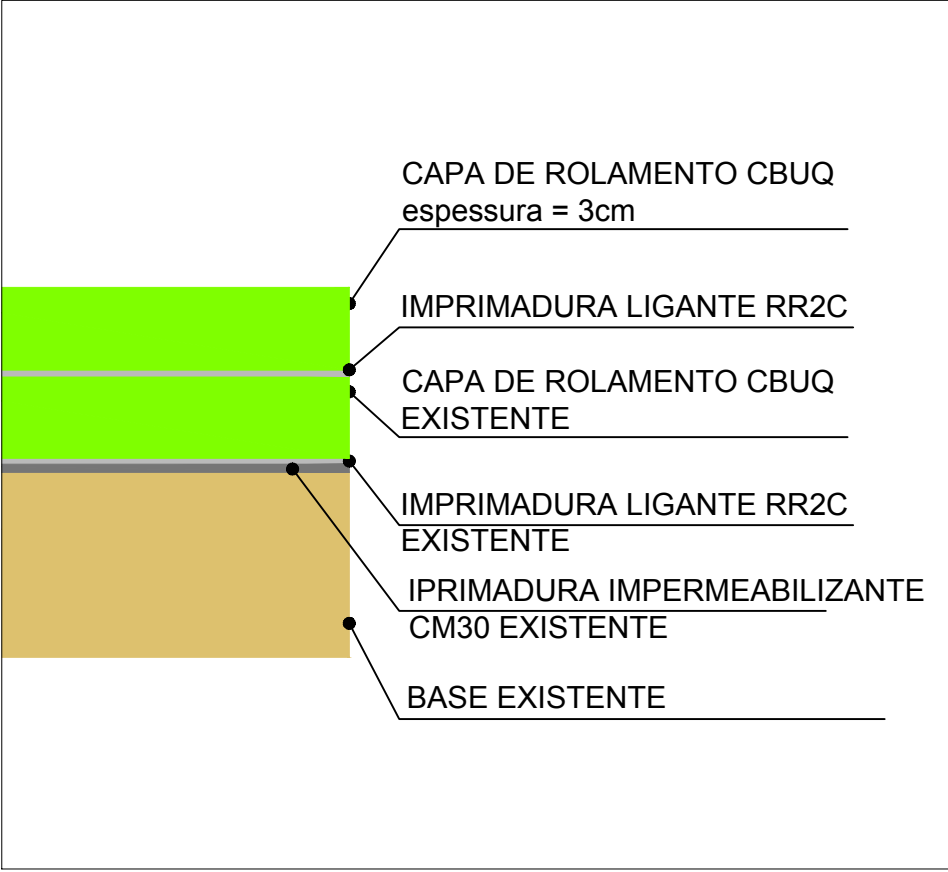 CAPA DE ROLAMENTO CBUQ
espessura = 3cm
IMPRIMADURA LIGANTE RR2C
CAPA DE ROLAMENTO CBUQ
EXISTENTE
IMPRIMADURA LIGANTE RR2C
EXISTENTE
IPRIMADURA IMPERMEABILIZANTE
CM30 EXISTENTE
BASE EXISTENTE